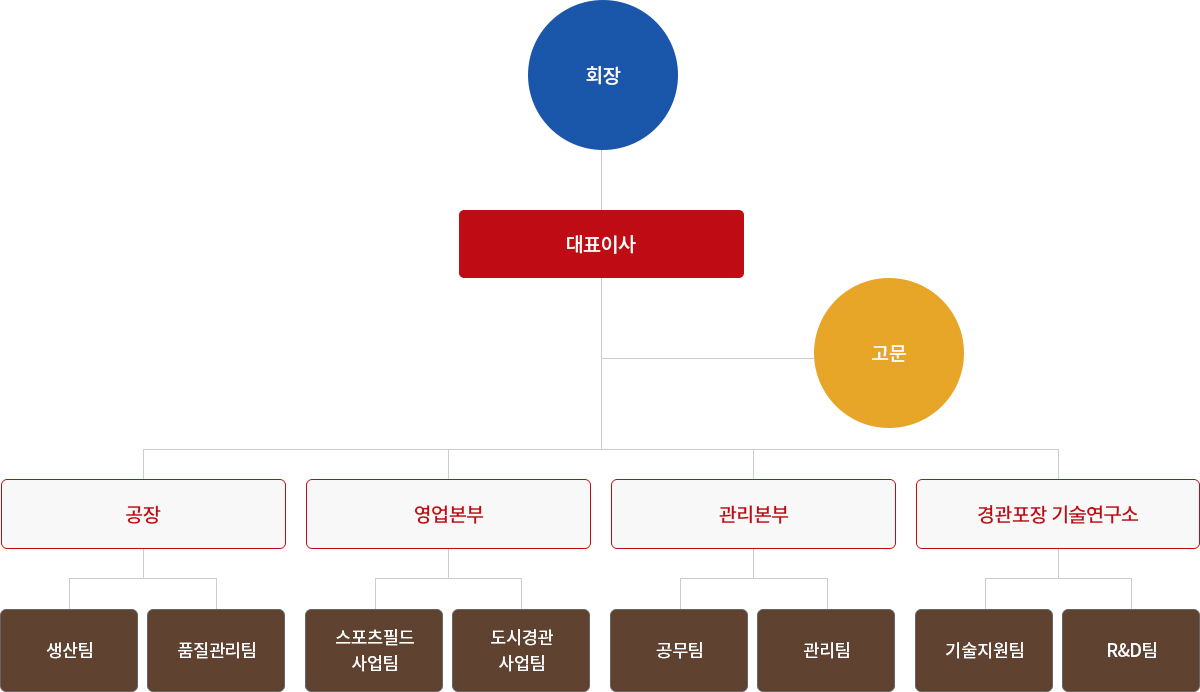 회장
대표이사
고문
공장
영업본부
관리본부
경관포장 기술연구소
생산팀
품질관리팀
스포츠필드
사업팀
도시경관
사업팀
공무팀
관리팀
기술지원팀
R&D팀